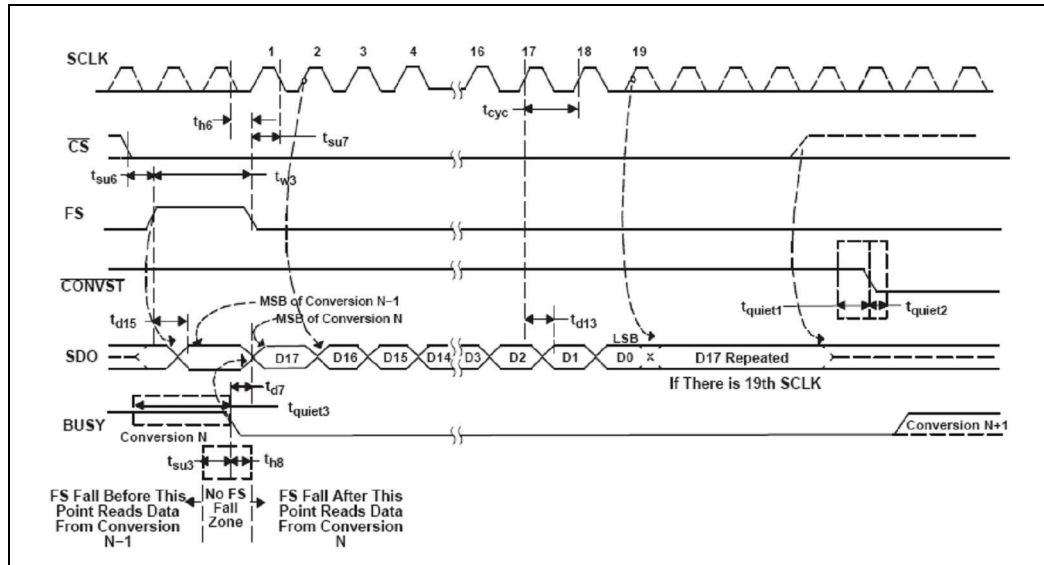 1 2 3 4 16 17 18 19
SCLK
th6
tsu7
tcyc
CS
tsu6
tw3
FS
CONVST
MSB of Conversion N−1
MSB of Conversion N
td15
td13
tquiet1
tquiet2
LSB
SDO
D17 D16 D15 D14 D3 D2 D1 D0 × D17 Repeated
If There is 19th SCLK
td7
tquiet3
BUSY
Conversion N
Conversion N+1
tsu3
th8
FS Fall Before This
Point Reads Data
From Conversion
N−1
No FS
Fall
Zone
FS Fall After This
Point Reads Data
From Conversion
N